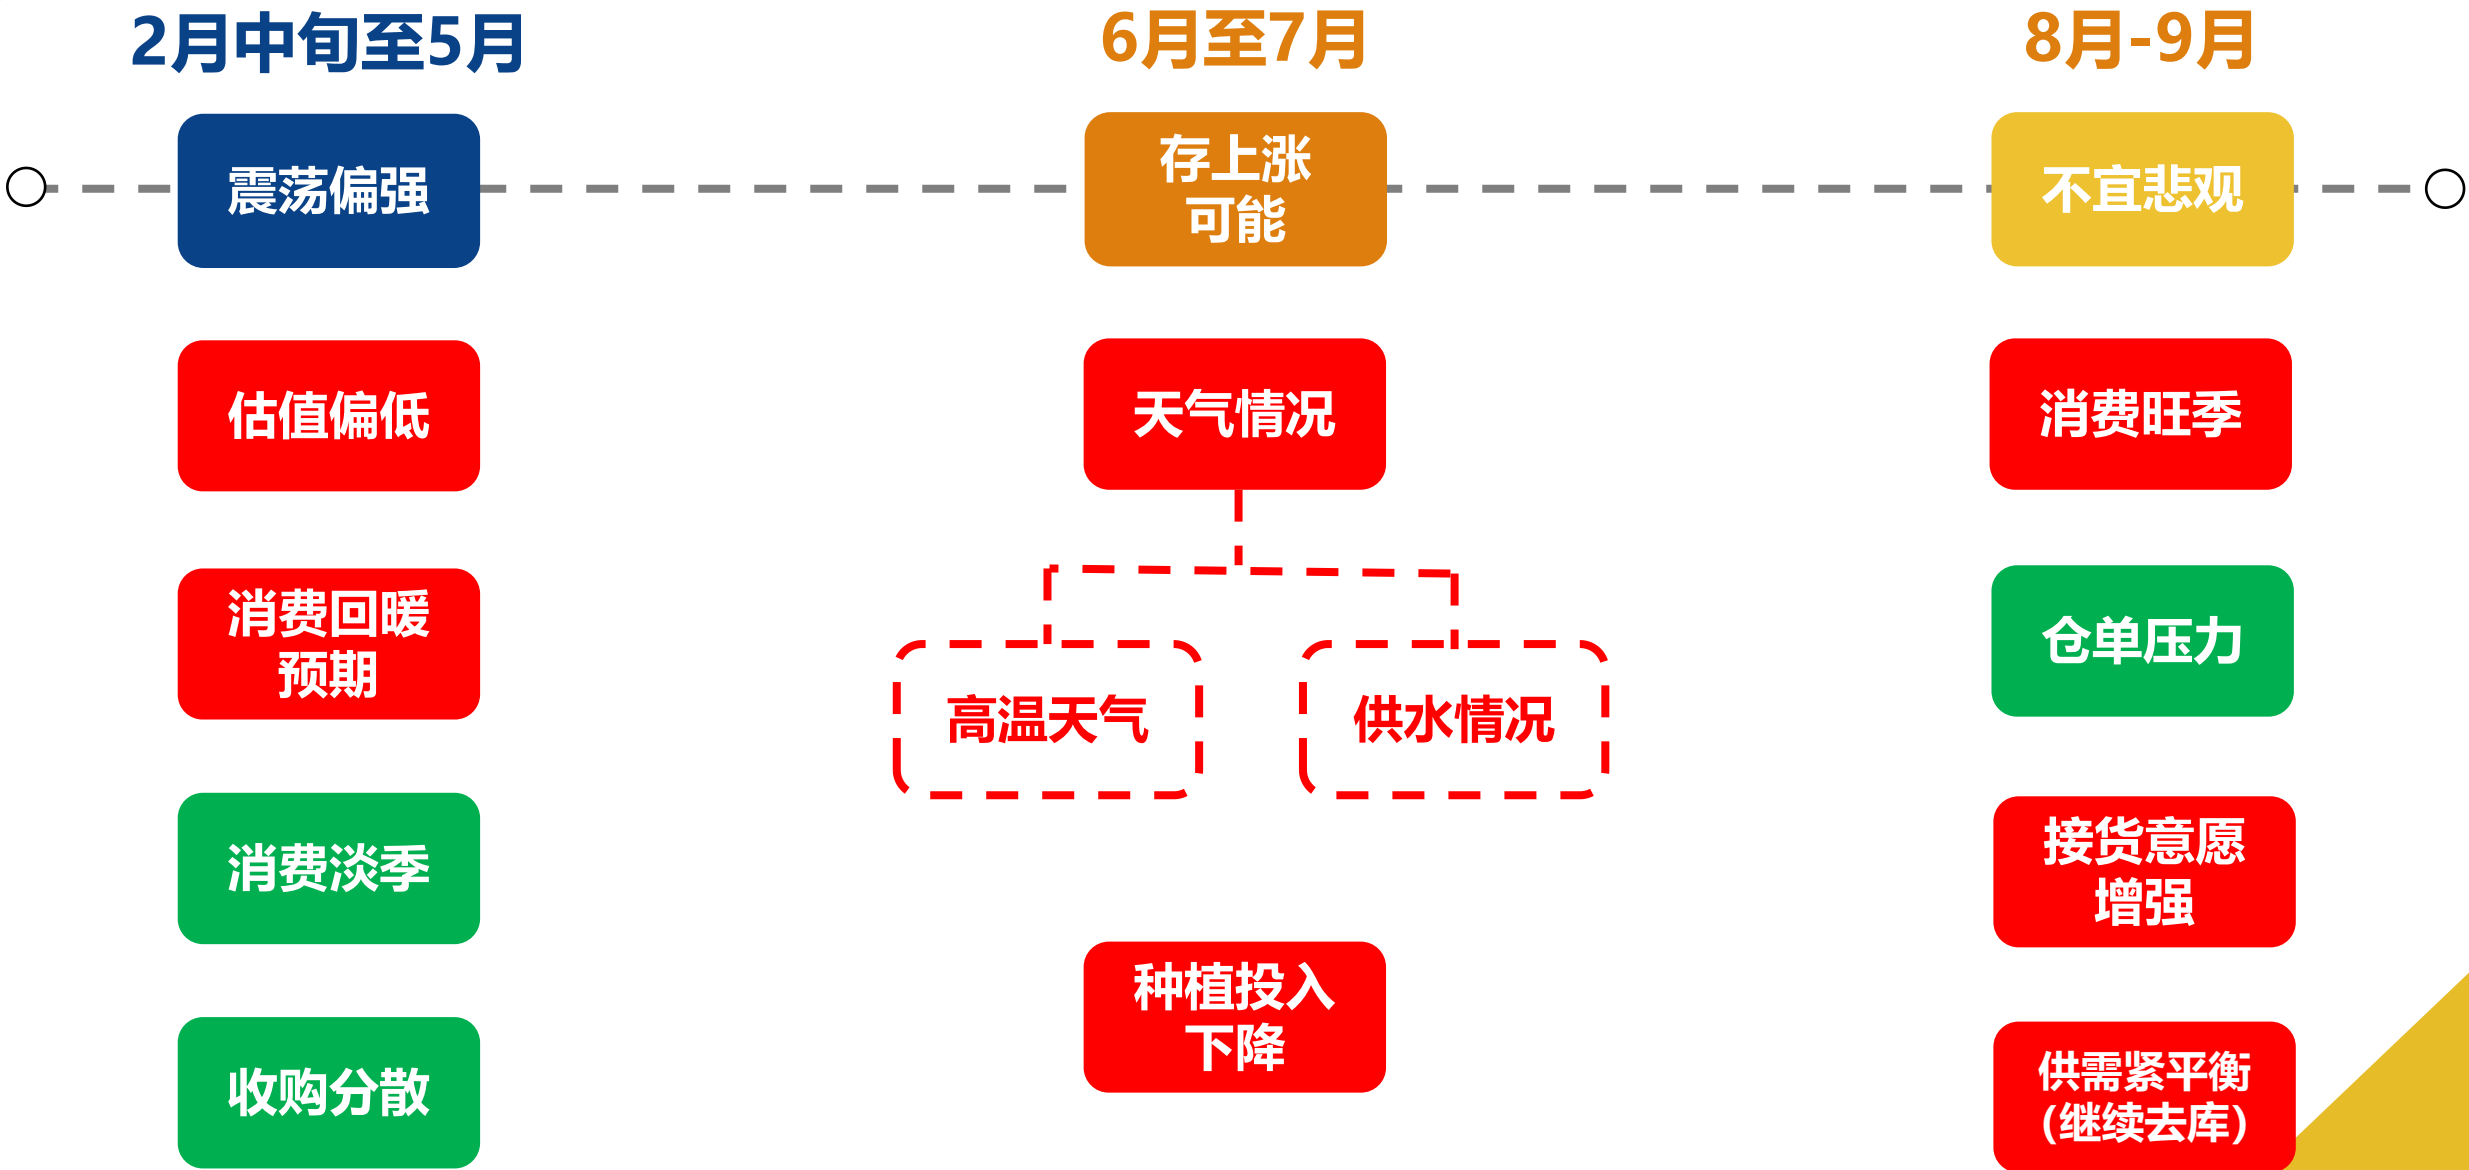 2月中旬至5月
6月至7月
8月-9月
震荡偏强
存上涨
可能
不宜悲观
估值偏低
天气情况
消费旺季
消费回暖
预期
高温天气
供水情况
仓单压力
消费淡季
种植投入
下降
接货意愿
增强
收购分散
供需紧平衡
（继续去库）